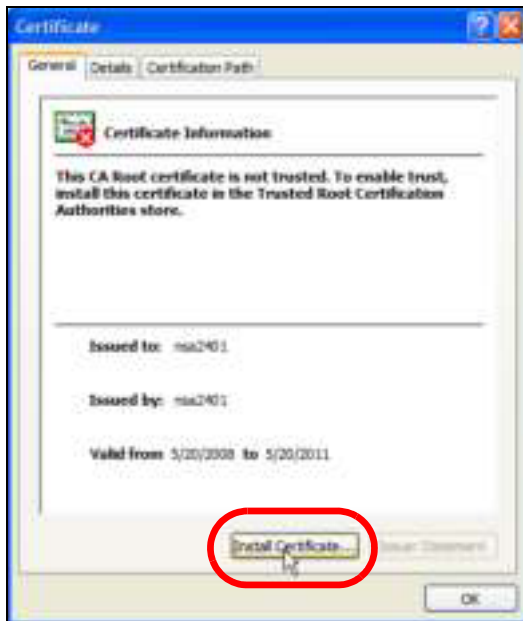 Certificate
General Details Certification Path
Certificate Information
This CA Root certificate is not trusted. To enable trust,
install this certificate in the Trusted Root Certification
Authorities store.
Issued to: nsa2401
Issued by: nsa2401
Valid from 5/20/2008 to 5/20/2011
Install Certificate... Issuer Statement
OK